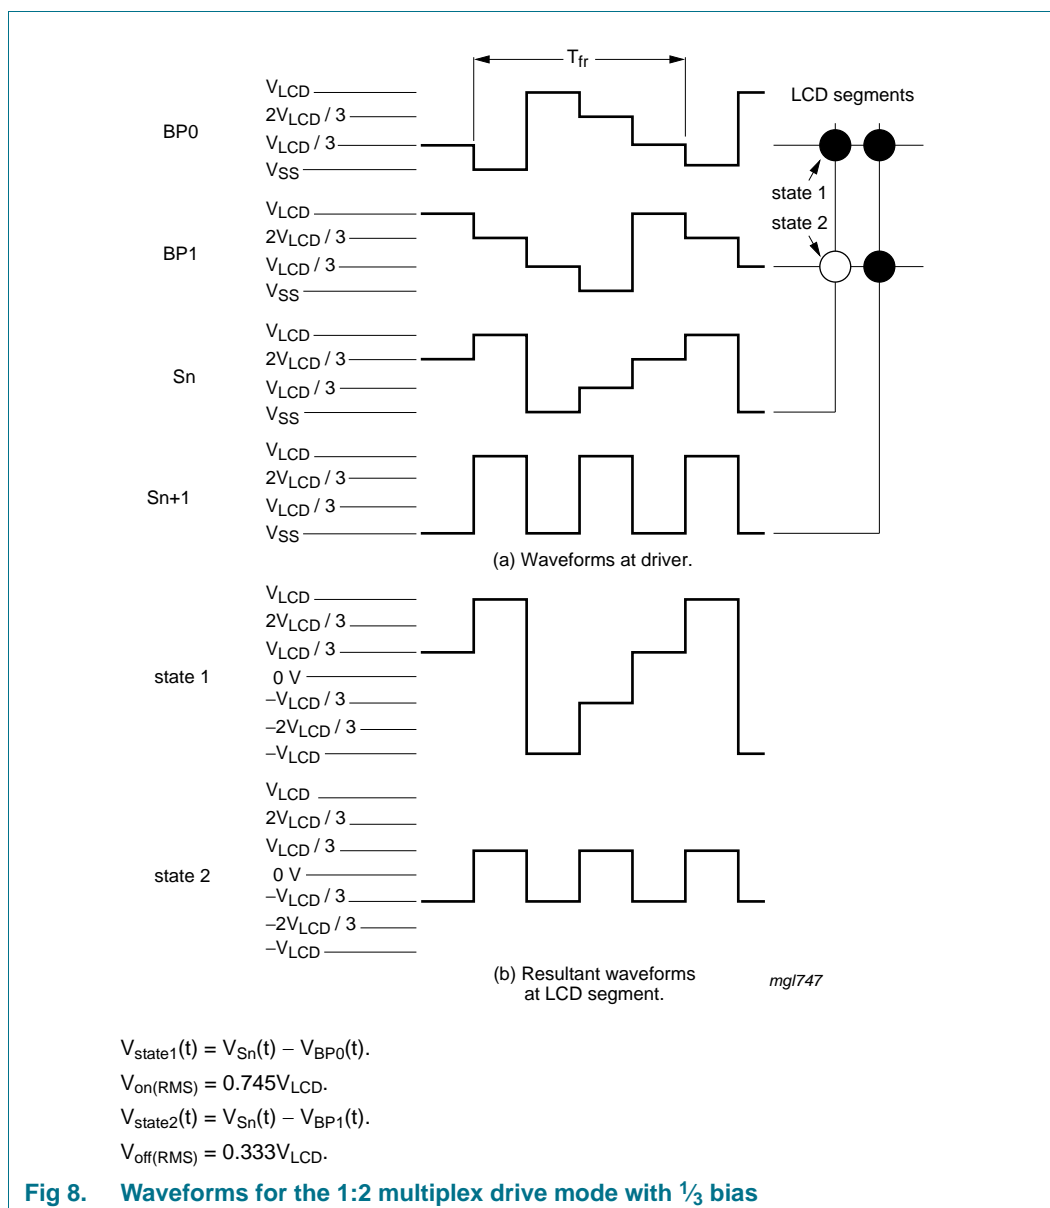 T_fr
V_LCD
2V_LCD / 3
V_LCD / 3
V_SS
BP0
LCD segments
state 1
state 2
V_LCD
2V_LCD / 3
V_LCD / 3
V_SS
BP1
V_LCD
2V_LCD / 3
V_LCD / 3
V_SS
Sn
V_LCD
2V_LCD / 3
V_LCD / 3
V_SS
Sn+1
(a) Waveforms at driver.
V_LCD
2V_LCD / 3
V_LCD / 3
0 V
−V_LCD / 3
−2V_LCD / 3
−V_LCD
state 1
V_LCD
2V_LCD / 3
V_LCD / 3
0 V
−V_LCD / 3
−2V_LCD / 3
−V_LCD
state 2
(b) Resultant waveforms
at LCD segment.
mgl747
V_state1(t) = V_Sn(t) − V_BP0(t).
V_on(RMS) = 0.745V_LCD.
V_state2(t) = V_Sn(t) − V_BP1(t).
V_off(RMS) = 0.333V_LCD.
Fig 8. Waveforms for the 1:2 multiplex drive mode with 1⁄3 bias